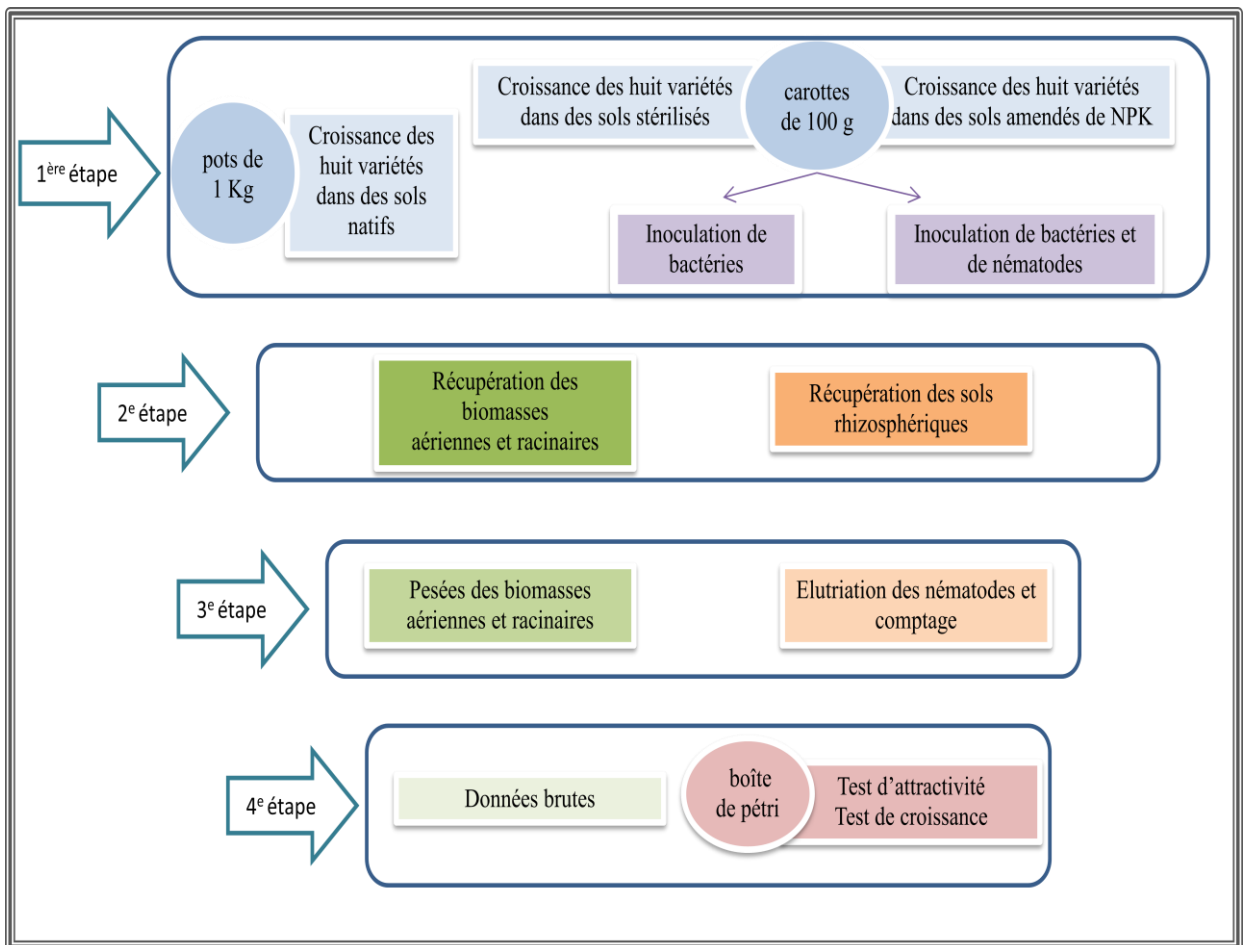 1ère étape
pots de
1 Kg
Croissance des
huit variétés
dans des sols
natifs
Croissance des huit variétés
dans des sols stérilisés
carottes
de 100 g
Croissance des huit variétés
dans des sols amendés de NPK
Inoculation de
bactéries
Inoculation de bactéries et
de nématodes
2e étape
Récupération des
biomasses
aériennes et racinaires
Récupération des sols
rhizosphériques
3e étape
Pesées des biomasses
aériennes et racinaires
Elutriation des nématodes et
comptage
4e étape
Données brutes
boîte
de pétri
Test d’attractivité
Test de croissance